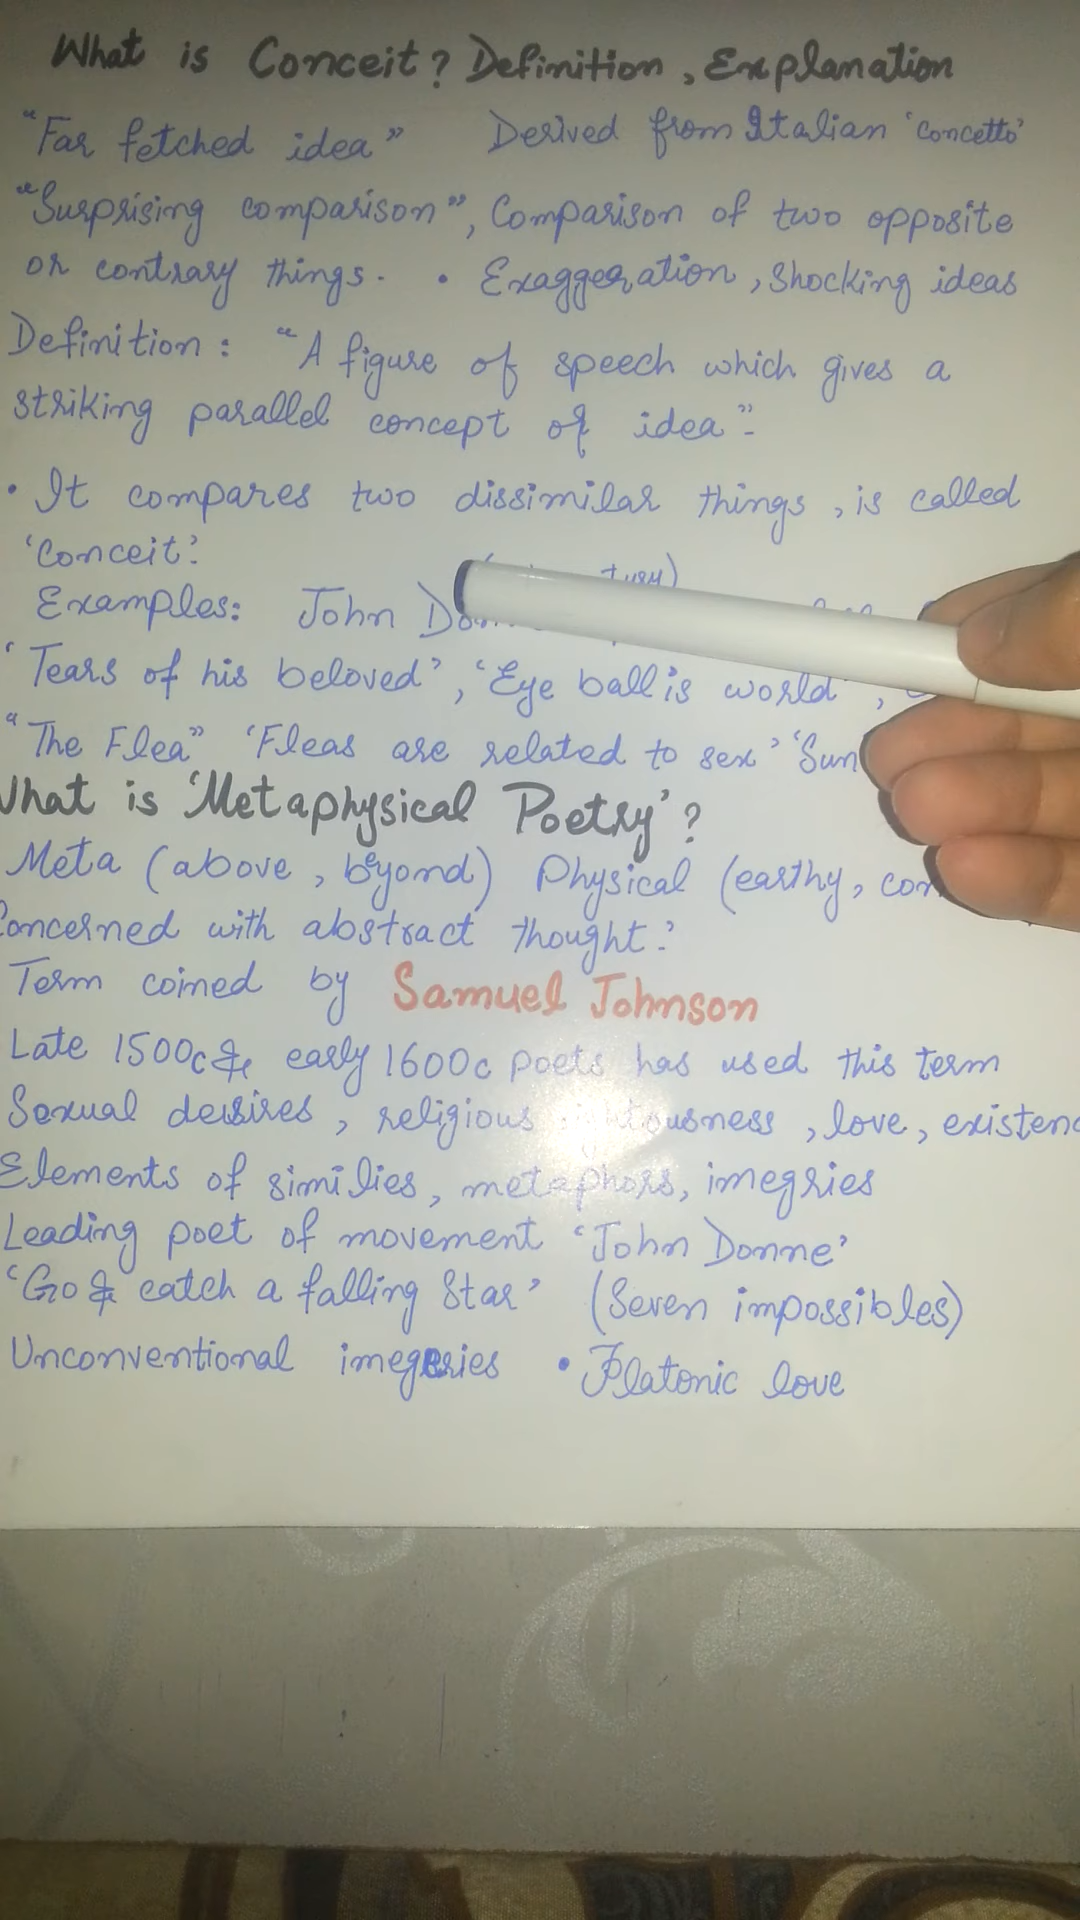 What is Conceit? Definition, Explanation
"Far fetched idea" Derived from Italian 'concetto'
"Surprising comparison", Comparison of two opposite
or contrary things. • Exaggeration, Shocking ideas
Definition: "A figure of speech which gives a
striking parallel concept of idea".
• It compares two dissimilar things, is called
'Conceit'.
Examples: John
'Tears of his beloved', 'Eye ball is world',
"The Flea" 'Fleas are related to sex' 'Sun
What is 'Metaphysical Poetry'?
Meta (above, beyond) Physical (earthy,
Concerned with abstract thought.'
Term coined by Samuel Johnson
Late 1500c & early 1600c poets has used this term
Sexual desires, religious , love,
Elements of similies, metaphors, imegries
Leading poet of movement 'John Donne'
'Go & catch a falling Star' (Seven impossibles)
Unconventional imegries • Platonic love